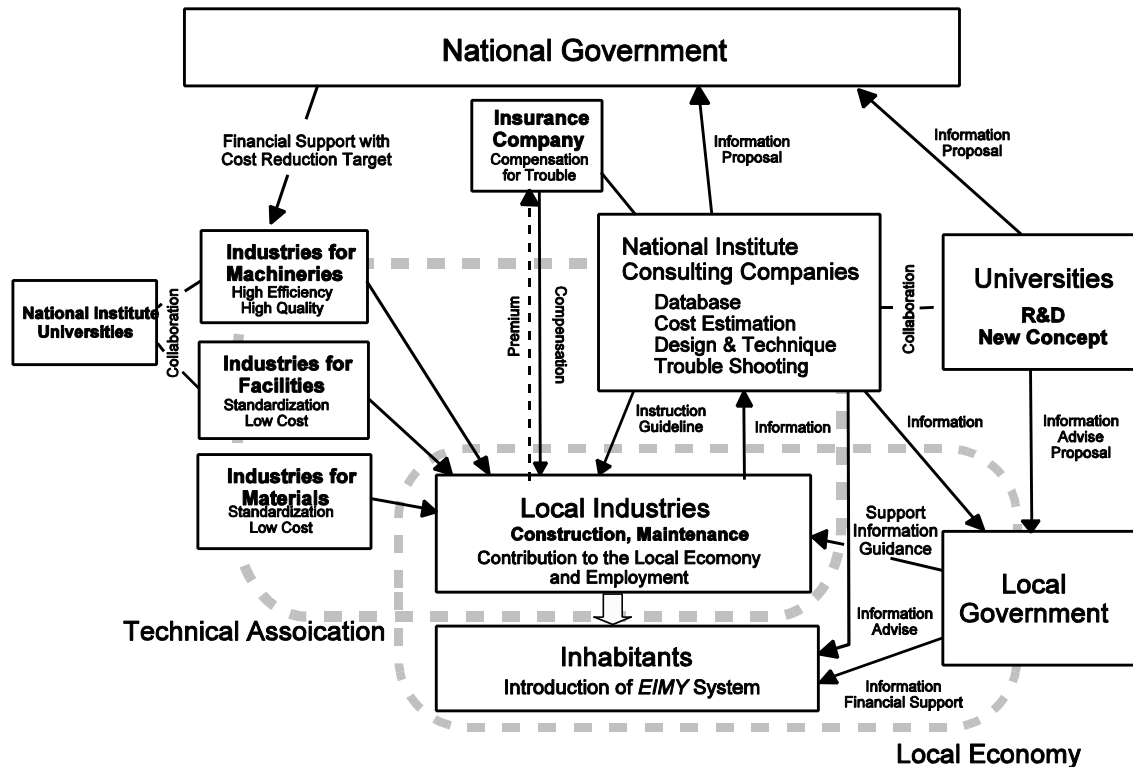 National Government
Financial Support with
Cost Reduction Target
Insurance
Company
Compensation
for Trouble
Information
Proposal
Information
Proposal
Industries for
Machineries
High Efficiency
High Quality
National Institute
Universities
Collaboration
Industries for
Facilities
Standardization
Low Cost
Industries for
Materials
Standardization
Low Cost
Premium
Compensation
National Institute
Consulting Companies
Database
Cost Estimation
Design & Technique
Trouble Shooting
Collaboration
Universities
R&D
New Concept
Instruction
Guideline
Information
Information
Information
Advise
Proposal
Local Industries
Construction, Maintenance
Contribution to the Local Ecomony
and Employment
Support
Information
Guidance
Local
Government
Technical Assoication
Inhabitants
Introduction of EIMY System
Information
Advise
Information
Financial Support
Local Economy